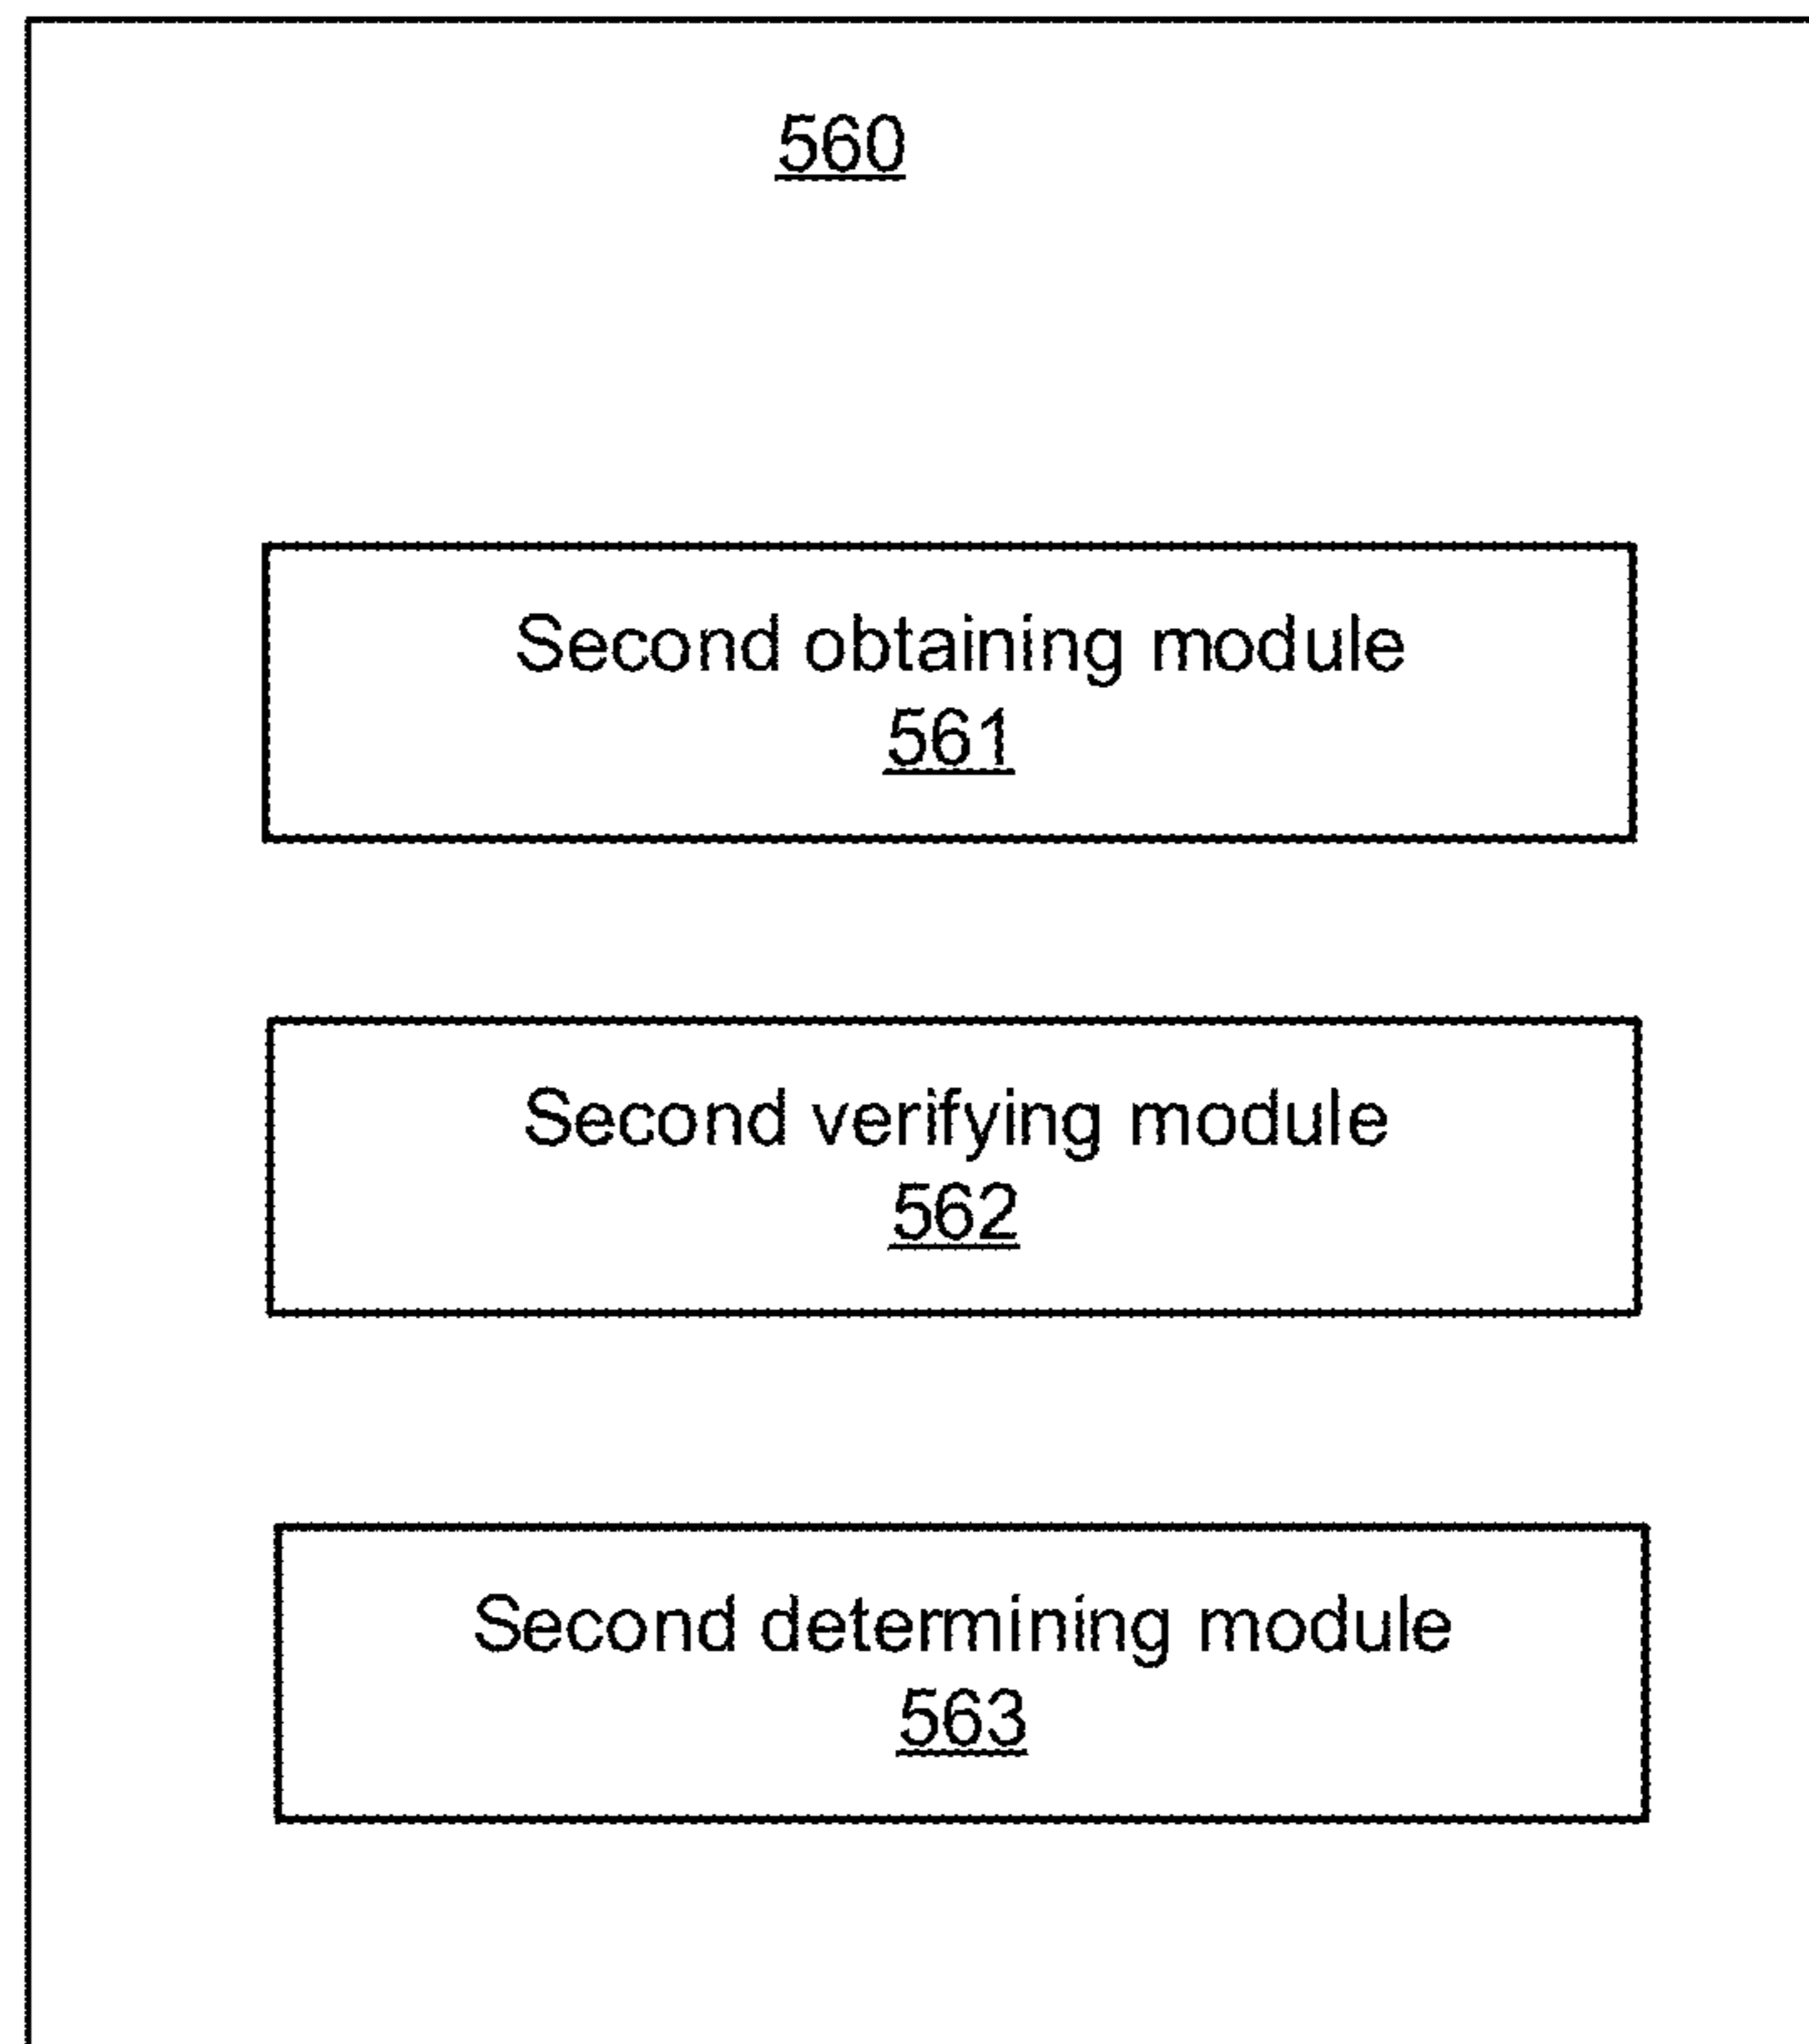 560
Second obtaining module
561
Second verifying module
562
Second determining module
563